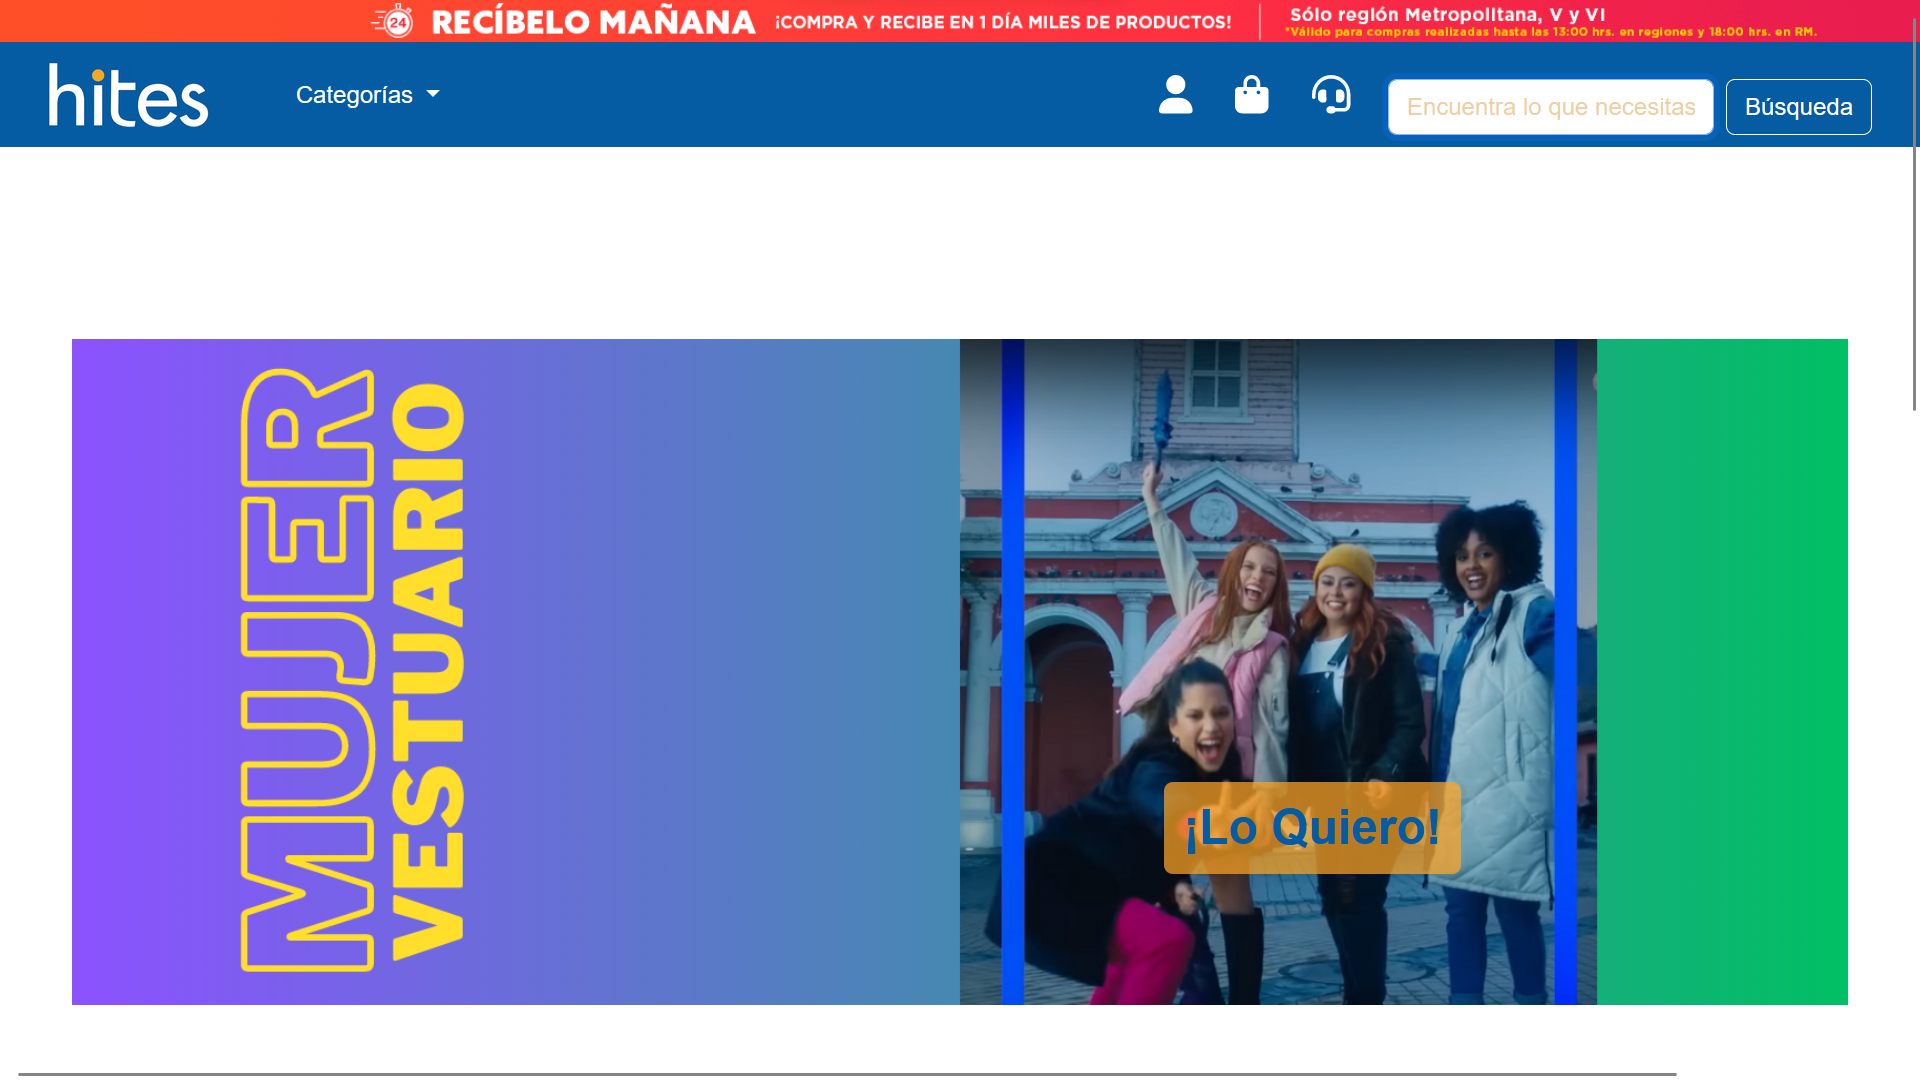 24 RECÍBELO MAÑANA ¡COMPRA Y RECIBE EN 1 DÍA MILES DE PRODUCTOS! Sólo región Metropolitana, V y VI
*Válido para compras realizadas hasta las 13:00 hrs. en regiones y 18:00 hrs. en RM.
hites
Categorías
Encuentra lo que necesitas
Búsqueda
MUJER
VESTUARIO
¡Lo Quiero!